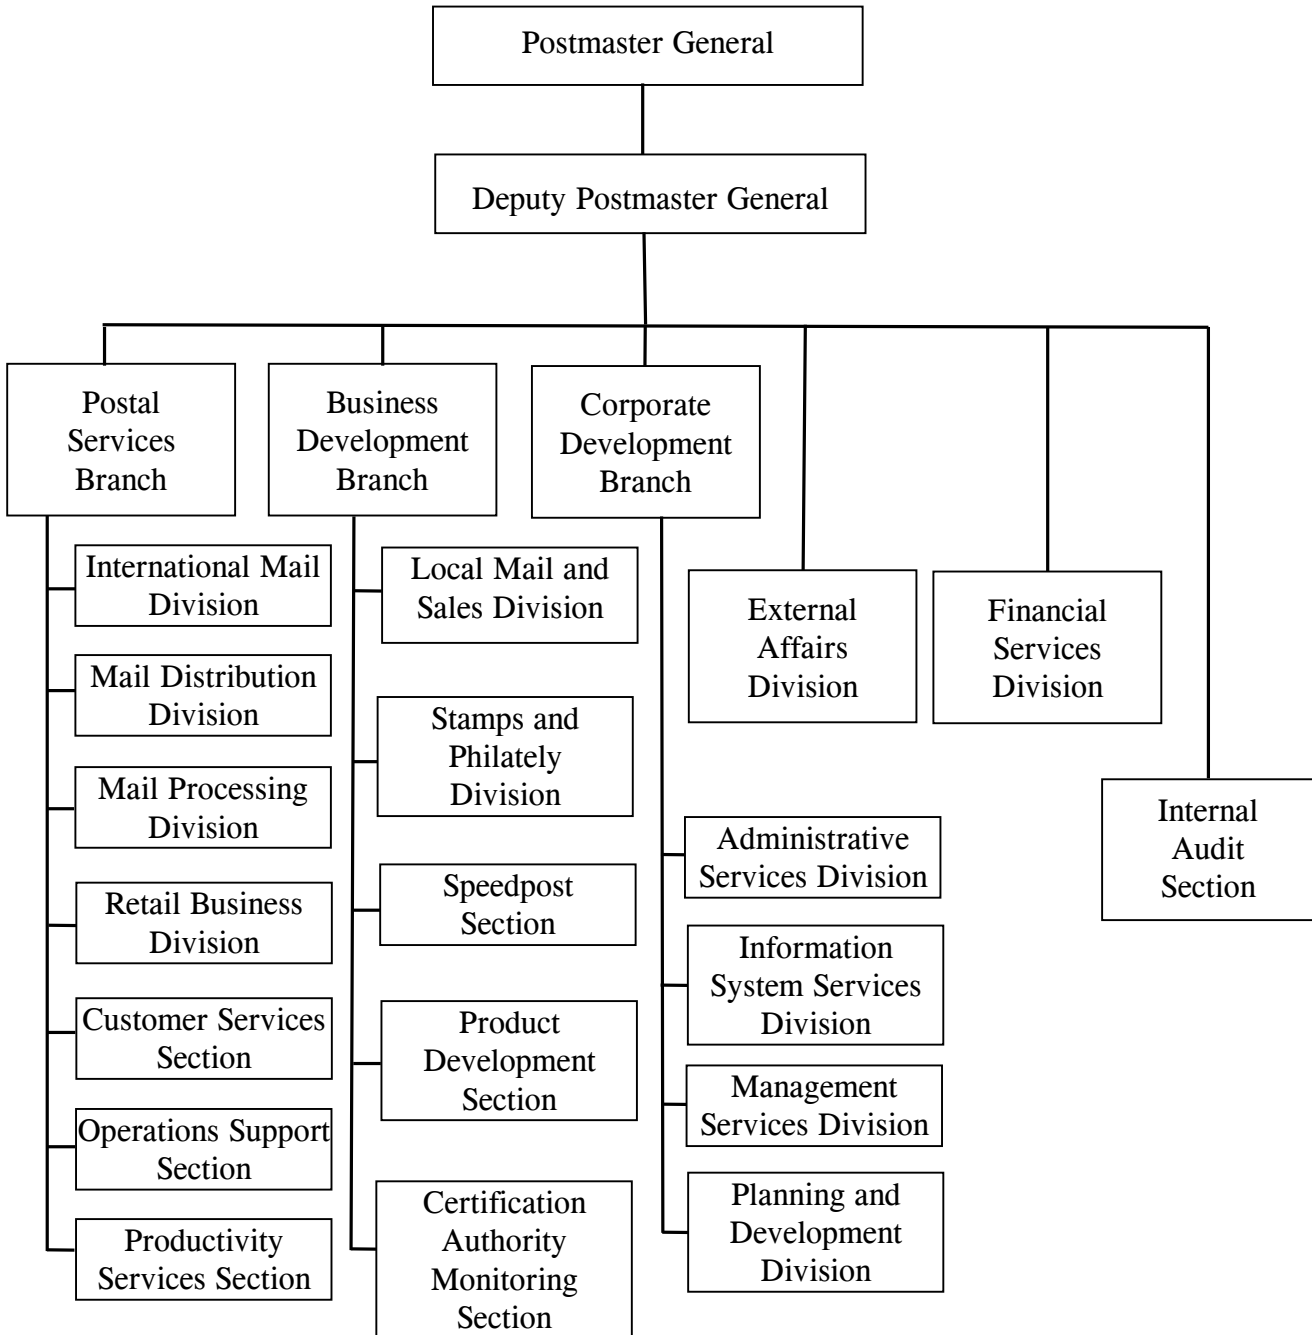 Postmaster General
Deputy Postmaster General
Postal
Services
Branch
Business
Development
Branch
Corporate
Development
Branch
External
Affairs
Division
Financial
Services
Division
Internal
Audit
Section
International Mail
Division
Mail Distribution
Division
Mail Processing
Division
Retail Business
Division
Customer Services
Section
Operations Support
Section
Productivity
Services Section
Local Mail and
Sales Division
Stamps and
Philately
Division
Speedpost
Section
Product
Development
Section
Certification
Authority
Monitoring
Section
Administrative
Services Division
Information
System Services
Division
Management
Services Division
Planning and
Development
Division